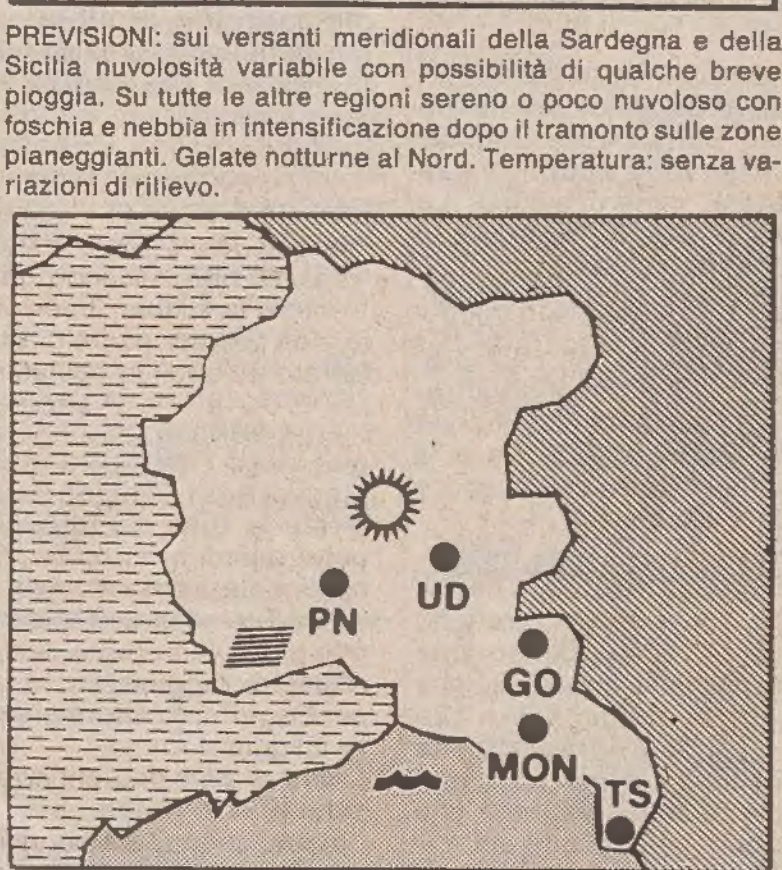 PREVISIONI: sui versanti meridionali della Sardegna e della
Sicilia nuvolosità variabile con possibilità di qualche breve
pioggia. Su tutte le altre regioni sereno o poco nuvoloso con
foschia e nebbia in intensificazione dopo il tramonto sulle zone
pianeggianti. Gelate notturne al Nord. Temperatura: senza va-
riazioni di rilievo.
UD
PN
GO
MON
TS